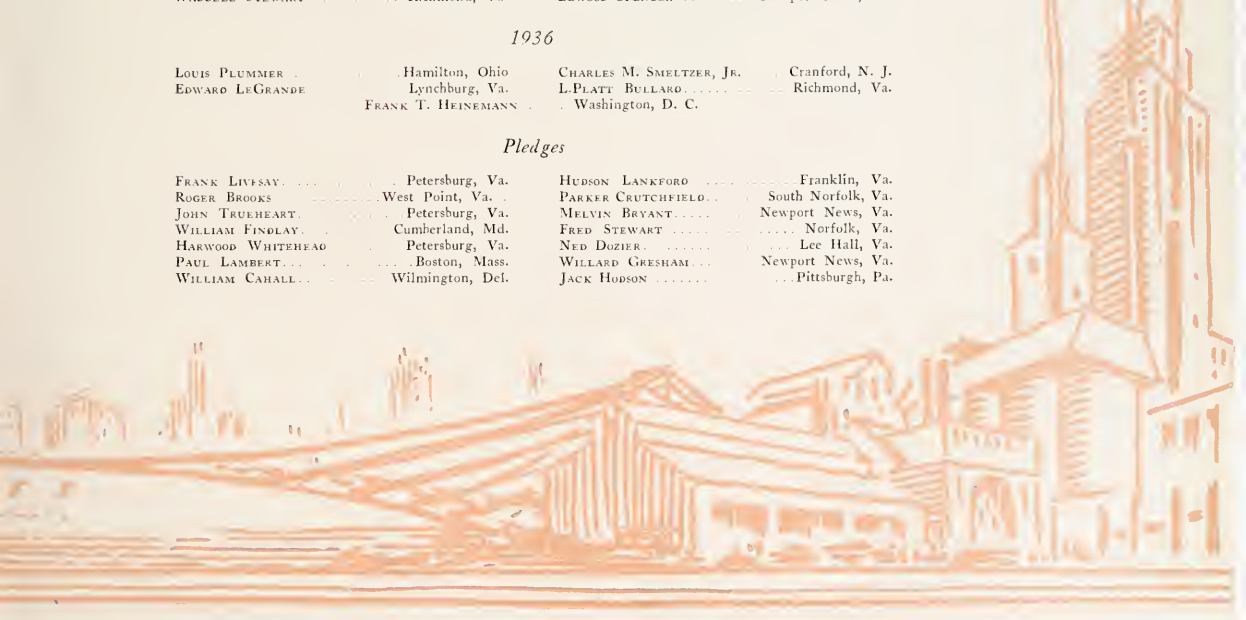 1936
Louis Plummer . . Hamilton, Ohio Charles M. Smeltzer, Jr. . Cranford, N. J.
Edward LeGrande Lynchburg, Va. L. Platt Bullard...... Richmond, Va.
Frank T. Heinemann . . Washington, D. C.
Pledges
Frank Livesay. ... . Petersburg, Va. Hudson Lankford ........... Franklin, Va.
Roger Brooks ........ West Point, Va. . Parker Crutchfield.. South Norfolk, Va.
John Trueheart. . Petersburg, Va. Melvin Bryant..... Newport News, Va.
William Findlay. . Cumberland, Md. Fred Stewart ..... ..... Norfolk, Va.
Harwood Whitehead . Petersburg, Va. Ned Dozier. ...... ... Lee Hall, Va.
Paul Lambert... . . .... Boston, Mass. Willard Gresham... Newport News, Va.
William Cahall.. . .. Wilmington, Del. Jack Hudson ....... ... Pittsburgh, Pa.